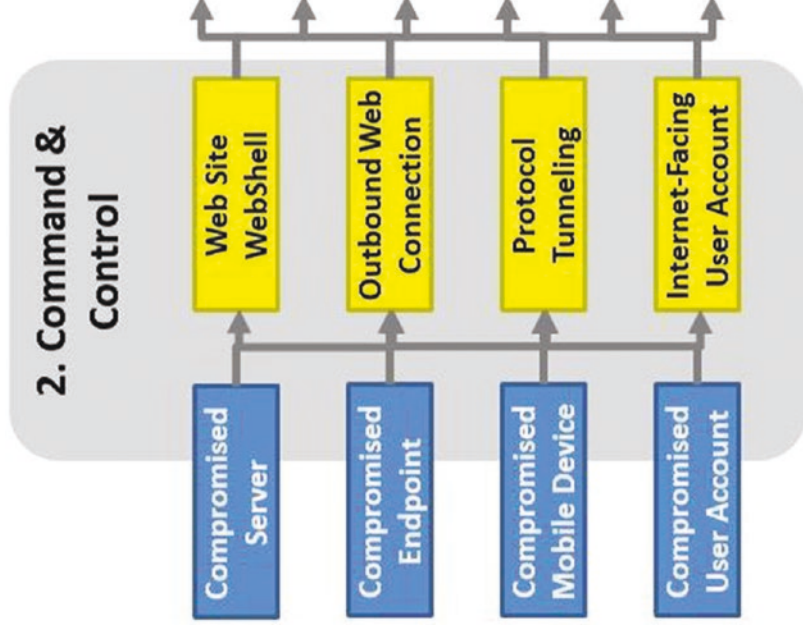 2. Command &
Control
Compromised
Server
Compromised
Endpoint
Compromised
Mobile Device
Compromised
User Account
Web Site
WebShell
Outbound Web
Connection
Protocol
Tunneling
Internet-Facing
User Account